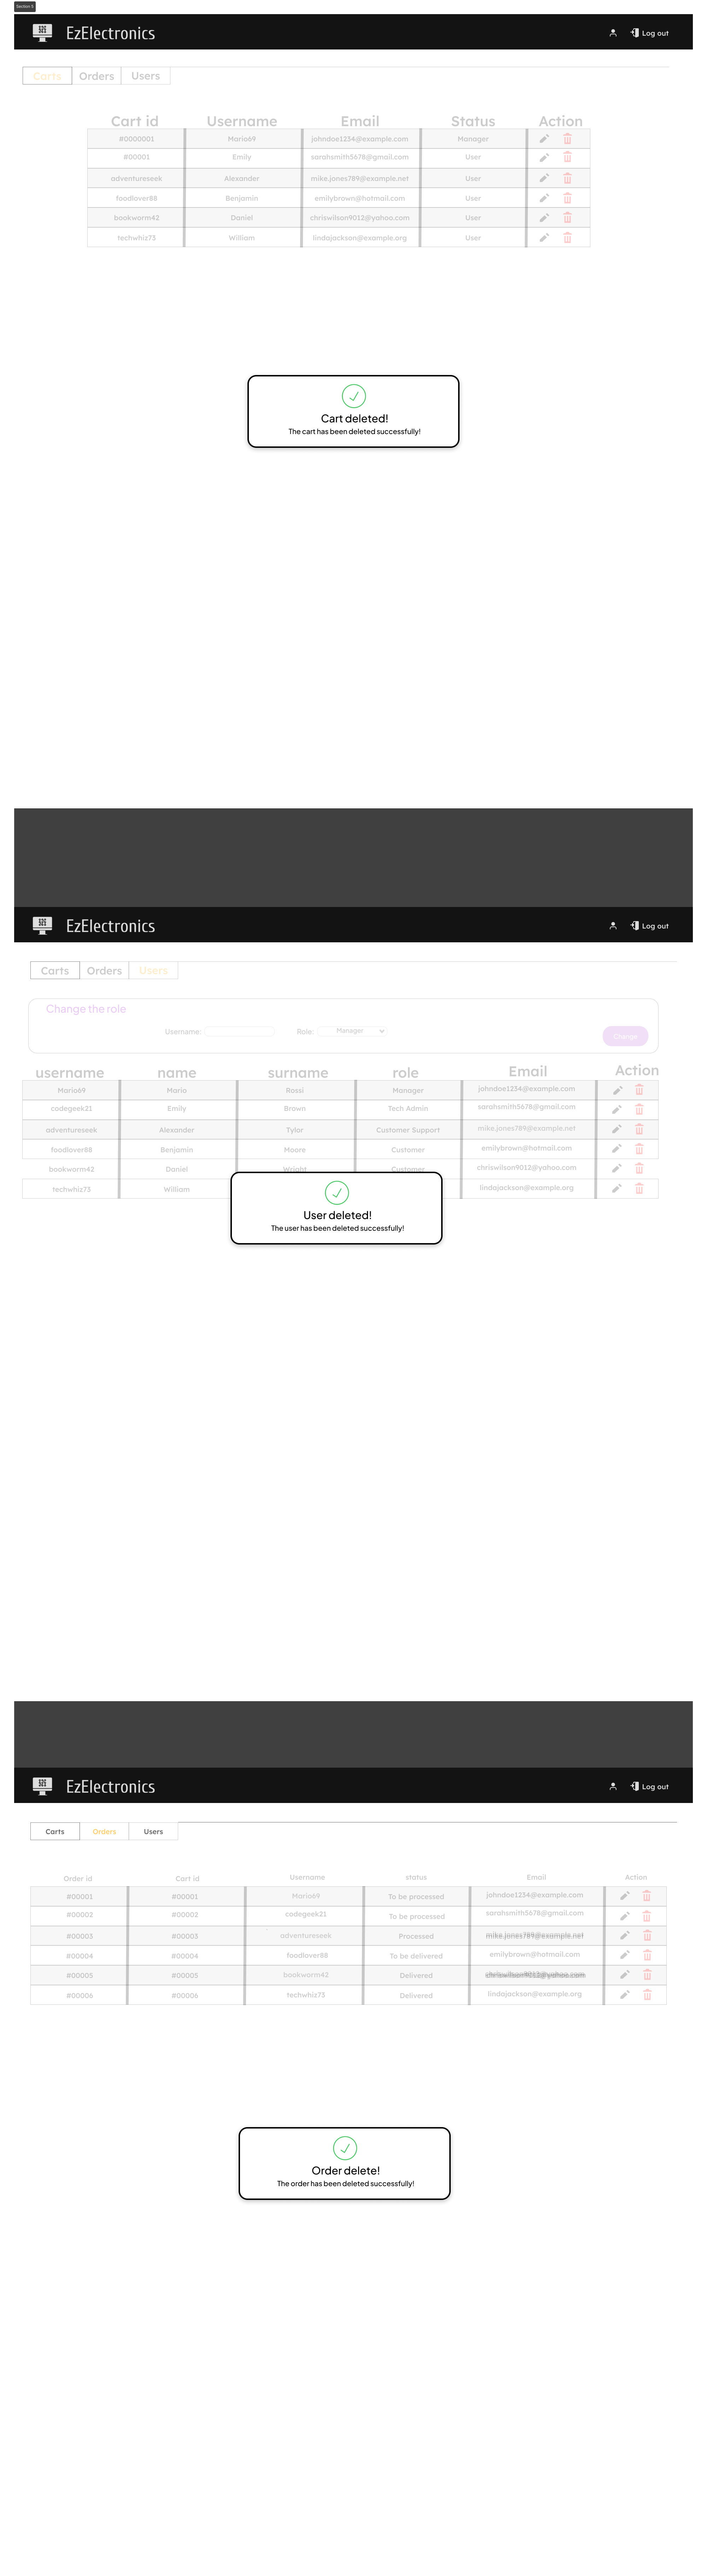 Section 5
EzElectronics Log out
Carts Orders Users
Cart id Username Email Status Action
#0000001 Mario69 johndoe1234@example.com Manager
#00001 Emily sarahsmith5678@gmail.com User
adventureseek Alexander mike.jones789@example.net User
foodlover88 Benjamin emilybrown@hotmail.com User
bookworm42 Daniel chriswilson9012@yahoo.com User
techwhiz73 William lindajackson@example.org User
Cart deleted!
The cart has been deleted successfully!
EzElectronics Log out
Carts Orders Users
Change the role
Username: Role: Manager Change
username name surname role Email Action
Mario69 Mario Rossi Manager johndoe1234@example.com
codegeek21 Emily Brown Tech Admin sarahsmith5678@gmail.com
adventureseek Alexander Tylor Customer Support mike.jones789@example.net
foodlover88 Benjamin Moore Customer emilybrown@hotmail.com
bookworm42 Daniel Wright Customer chriswilson9012@yahoo.com
techwhiz73 William lindajackson@example.org
User deleted!
The user has been deleted successfully!
EzElectronics Log out
Carts Orders Users
Order id Cart id Username status Email Action
#00001 #00001 Mario69 To be processed johndoe1234@example.com
#00002 #00002 codegeek21 To be processed sarahsmith5678@gmail.com
#00003 #00003 adventureseek Processed mike.jones789@example.net
#00004 #00004 foodlover88 To be delivered emilybrown@hotmail.com
#00005 #00005 bookworm42 Delivered chriswilson9012@yahoo.com
#00006 #00006 techwhiz73 Delivered lindajackson@example.org
Order delete!
The order has been deleted successfully!